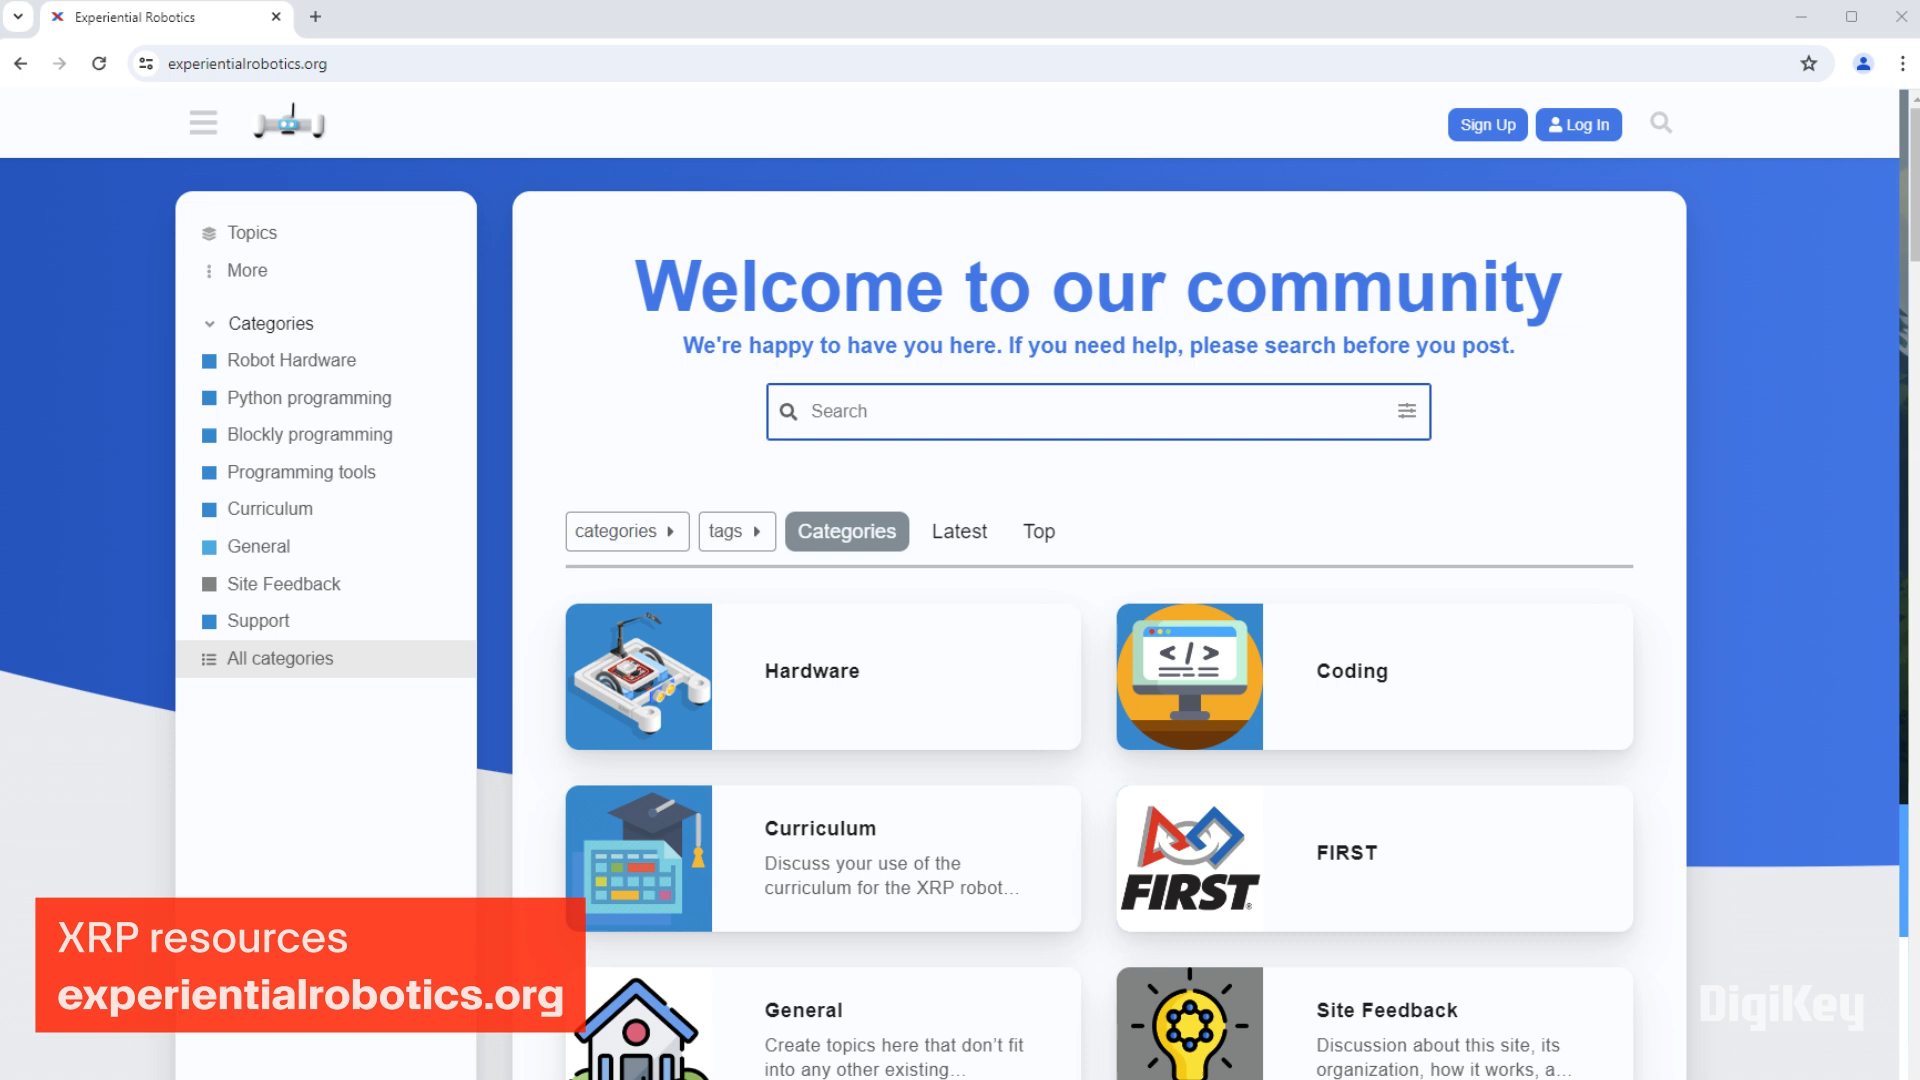 Experiential Robotics
experientialrobotics.org
Sign Up
Log In
Topics
More
Categories
Robot Hardware
Python programming
Blockly programming
Programming tools
Curriculum
General
Site Feedback
Support
All categories
Welcome to our community
We're happy to have you here. If you need help, please search before you post.
Search
categories
tags
Categories
Latest
Top
Hardware
</>
Coding
Curriculum
Discuss your use of the
curriculum for the XRP robot...
FIRST
FIRST
General
Create topics here that don't fit
into any other existing...
Site Feedback
Discussion about this site, its
organization, how it works, a...
XRP resources
experientialrobotics.org
DigiKey